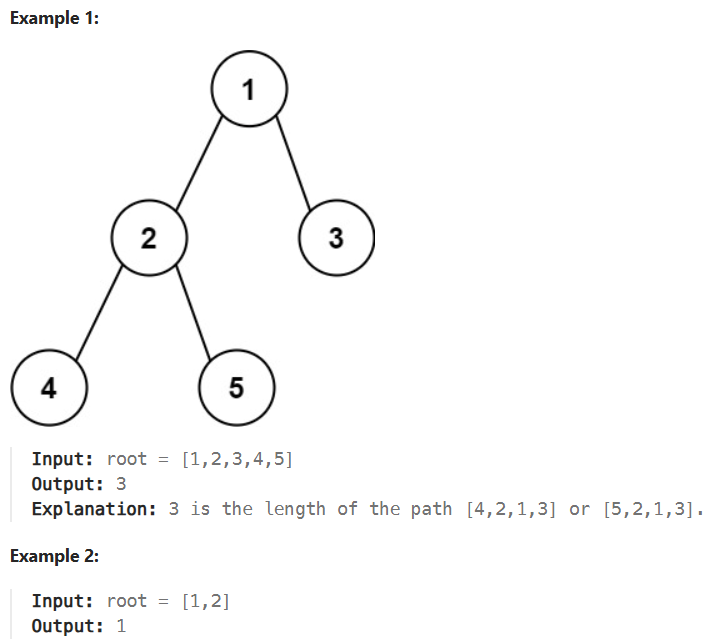 Example 1:
1
2
3
4
5
Input: root = [1,2,3,4,5]
Output: 3
Explanation: 3 is the length of the path [4,2,1,3] or [5,2,1,3].
Example 2:
Input: root = [1,2]
Output: 1